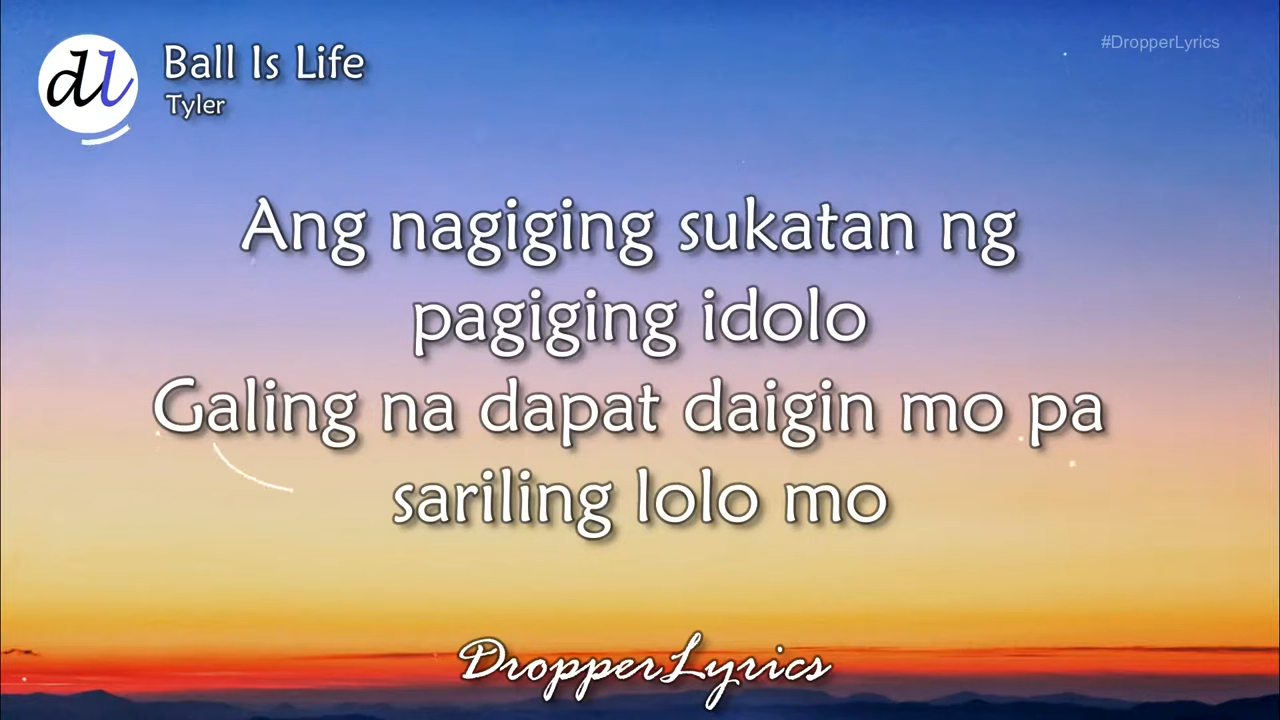 dl
Ball Is Life
Tyler
#DropperLyrics
Ang nagiging sukatan ng
pagiging idolo
Galing na dapat daigin mo pa
sariling lolo mo
DropperLyrics